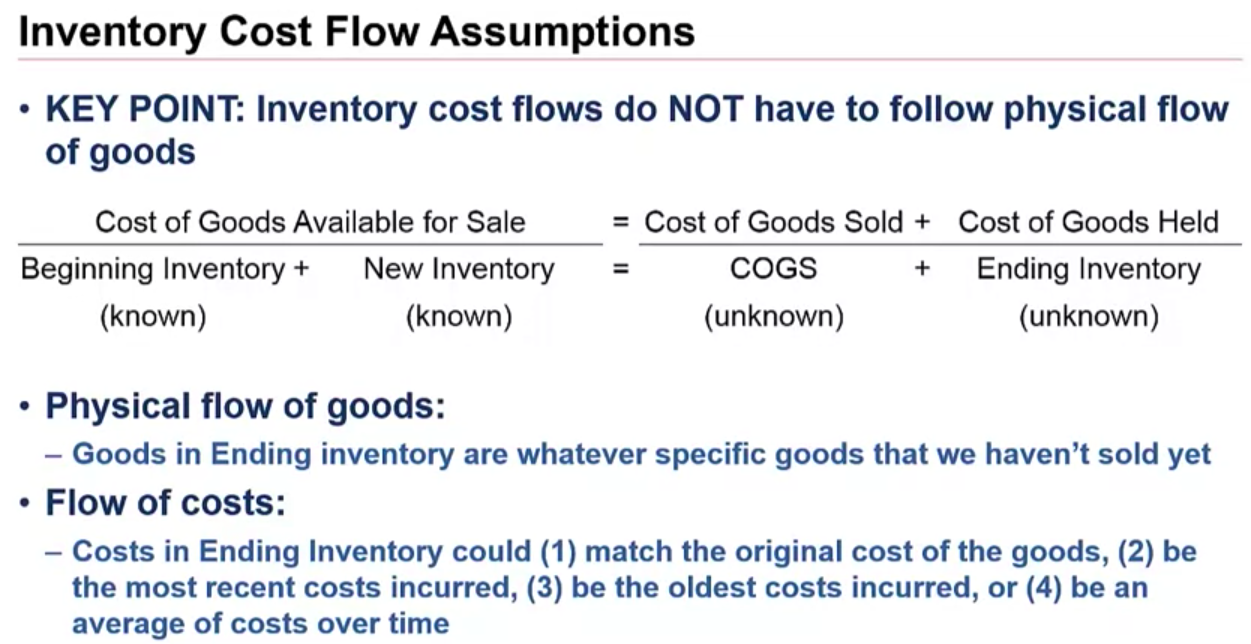 Inventory Cost Flow Assumptions
• KEY POINT: Inventory cost flows do NOT have to follow physical flow
of goods
Cost of Goods Available for Sale = Cost of Goods Sold + Cost of Goods Held
Beginning Inventory + New Inventory = COGS + Ending Inventory
(known) (known) (unknown) (unknown)
• Physical flow of goods:
– Goods in Ending inventory are whatever specific goods that we haven’t sold yet
• Flow of costs:
– Costs in Ending Inventory could (1) match the original cost of the goods, (2) be
the most recent costs incurred, (3) be the oldest costs incurred, or (4) be an
average of costs over time